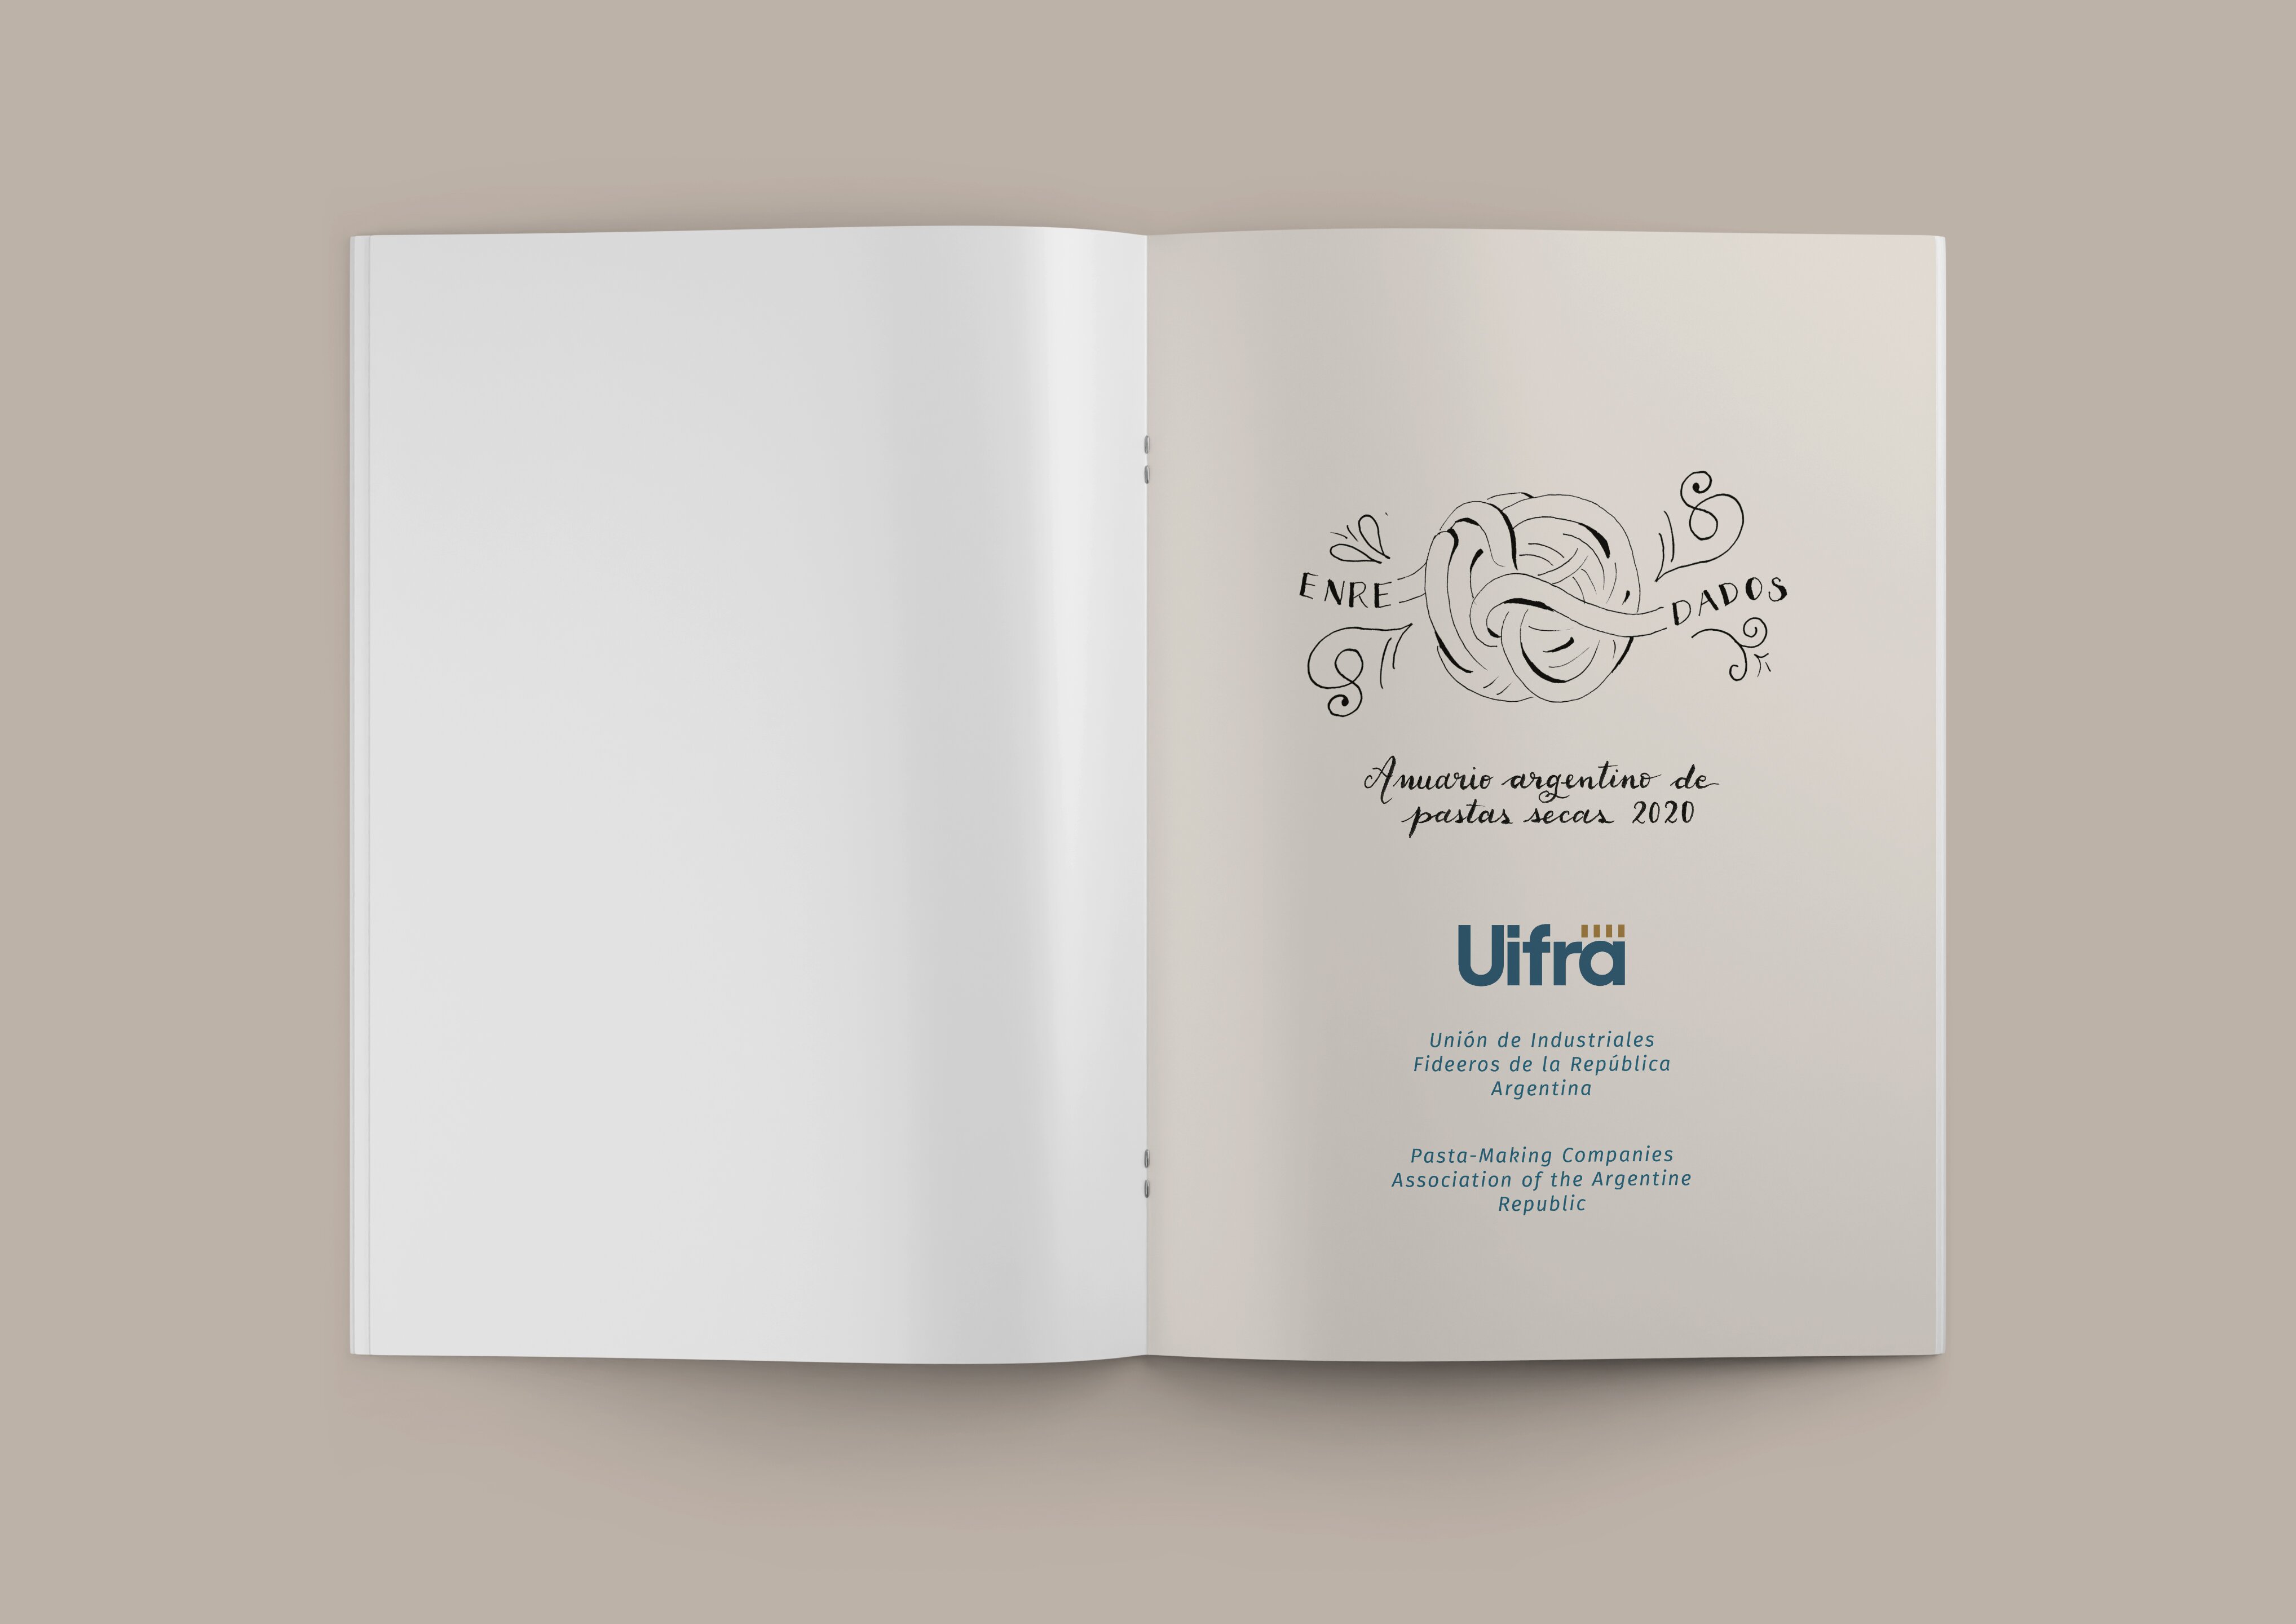 ENRE DADOS
Anuario argentino de
pastas secas 2020
Uifra
Unión de Industriales
Fideeros de la República
Argentina
Pasta-Making Companies
Association of the Argentine
Republic